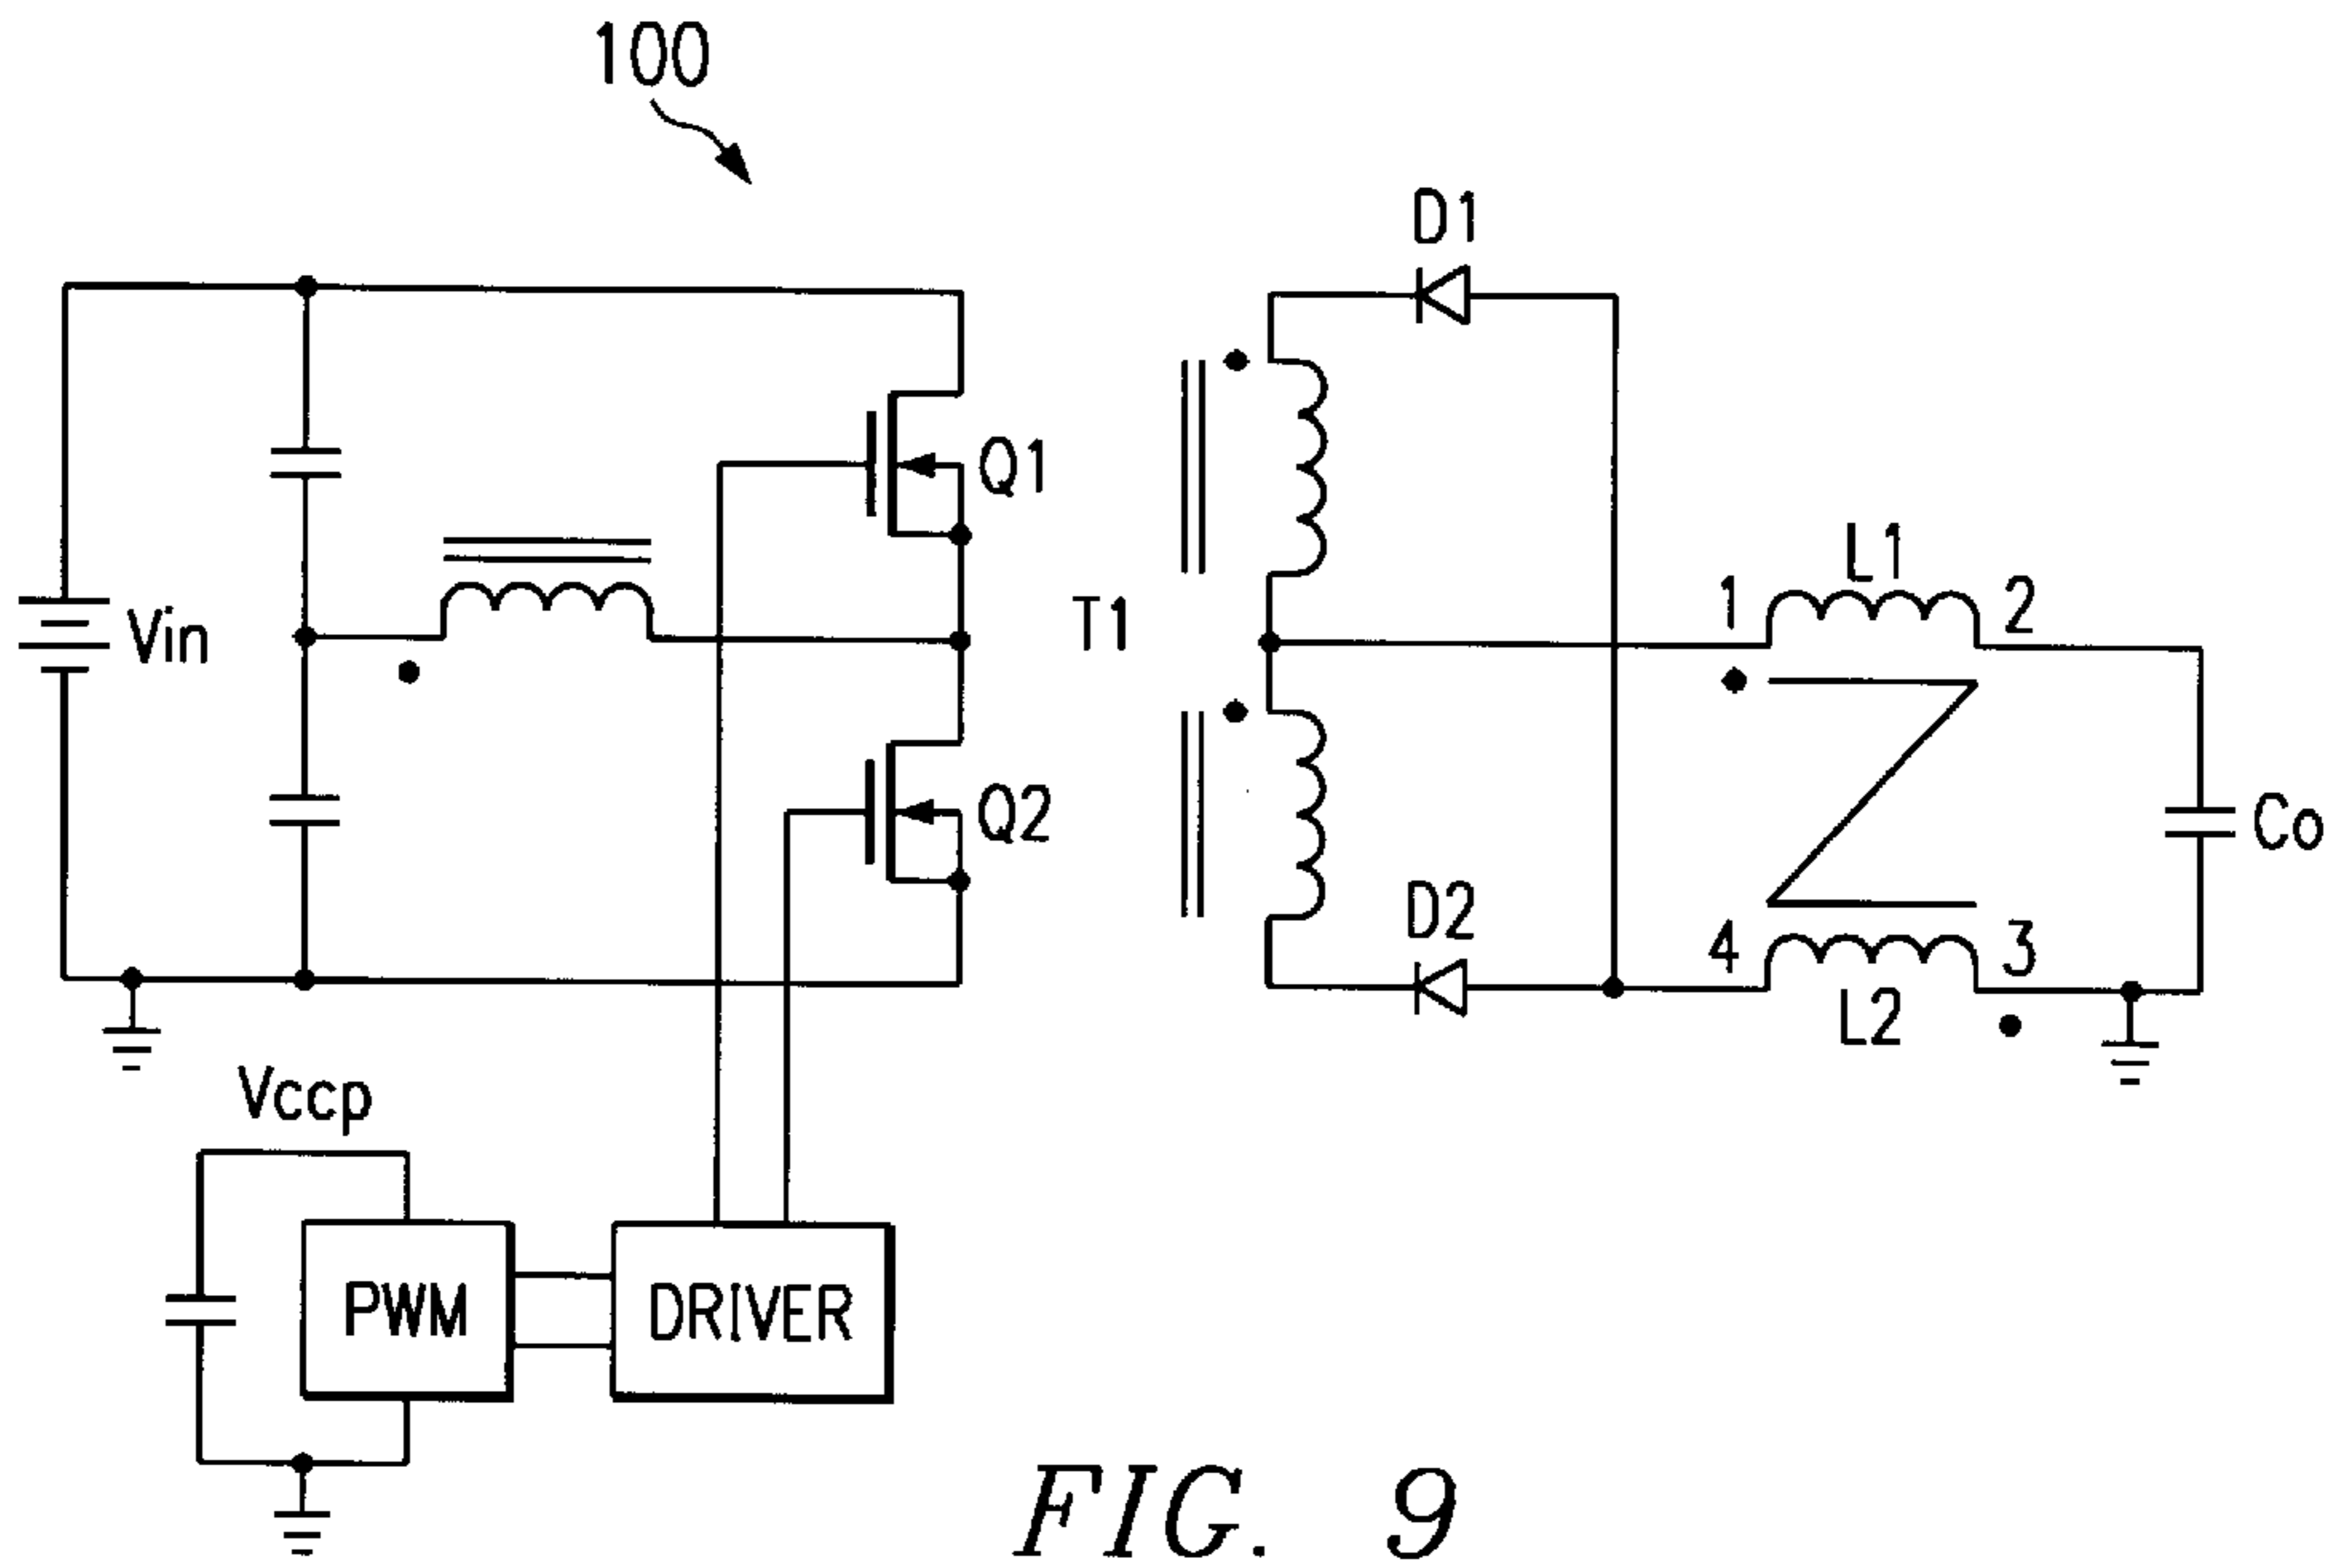 100
D1
Q1
Vin
T1
L1
1
2
Q2
Co
D2
4
3
L2
Vccp
PWM
DRIVER
FIG. 9